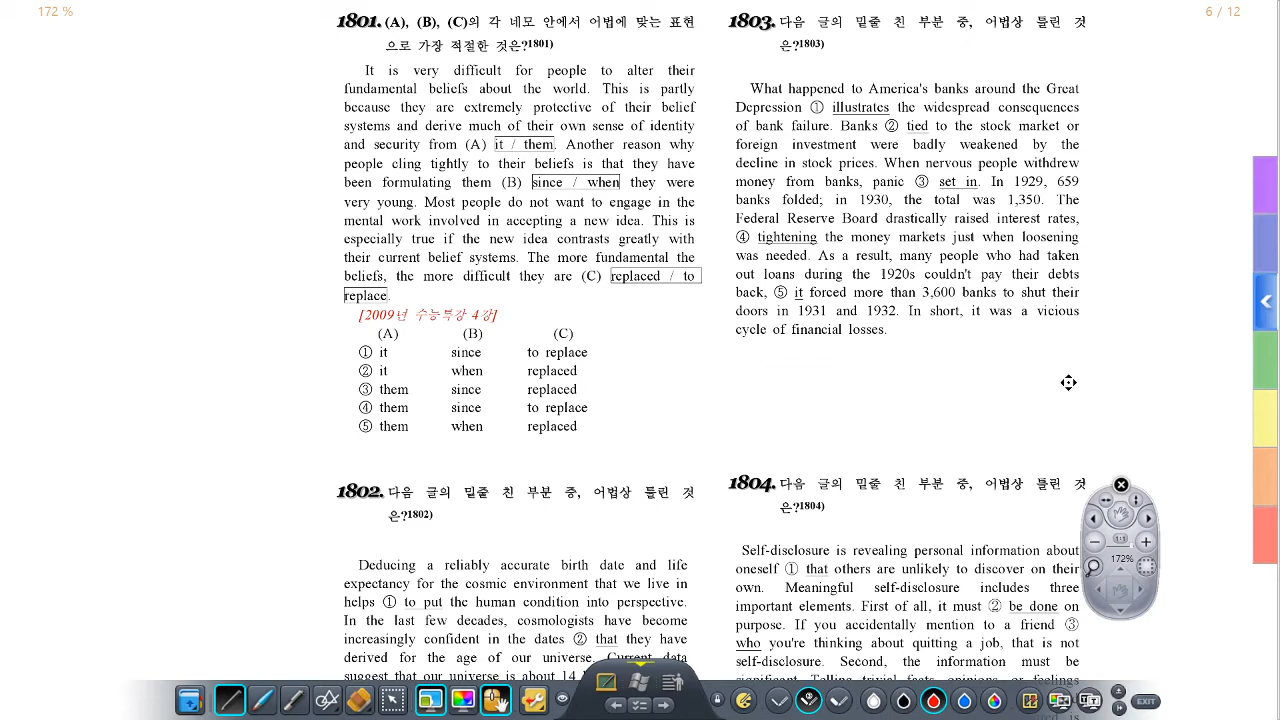 172 %
6 / 12
1801. (A), (B), (C)의 각 네모 안에서 어법에 맞는 표현
으로 가장 적절한 것은?1801)
It is very difficult for people to alter their
fundamental beliefs about the world. This is partly
because they are extremely protective of their belief
systems and derive much of their own sense of identity
and security from (A) it / them. Another reason why
people cling tightly to their beliefs is that they have
been formulating them (B) since / when they were
very young. Most people do not want to engage in the
mental work involved in accepting a new idea. This is
especially true if the new idea contrasts greatly with
their current belief systems. The more fundamental the
beliefs, the more difficult they are (C) replaced / to
replace.
[2009년 수능특강 4강]
(A) (B) (C)
① it since to replace
② it when replaced
③ them since replaced
④ them since to replace
⑤ them when replaced
1802. 다음 글의 밑줄 친 부분 중, 어법상 틀린 것
은?1802)
Deducing a reliably accurate birth date and life
expectancy for the cosmic environment that we live in
helps ① to put the human condition into perspective.
In the last few decades, cosmologists have become
increasingly confident in the dates ② that they have
derived for the age of our universe. Current data
suggest that our universe is about 14
1803. 다음 글의 밑줄 친 부분 중, 어법상 틀린 것
은?1803)
What happened to America's banks around the Great
Depression ① illustrates the widespread consequences
of bank failure. Banks ② tied to the stock market or
foreign investment were badly weakened by the
decline in stock prices. When nervous people withdrew
money from banks, panic ③ set in. In 1929, 659
banks folded; in 1930, the total was 1,350. The
Federal Reserve Board drastically raised interest rates,
④ tightening the money markets just when loosening
was needed. As a result, many people who had taken
out loans during the 1920s couldn't pay their debts
back, ⑤ it forced more than 3,600 banks to shut their
doors in 1931 and 1932. In short, it was a vicious
cycle of financial losses.
1804. 다음 글의 밑줄 친 부분 중, 어법상 틀린 것
은?1804)
Self-disclosure is revealing personal information about
oneself ① that others are unlikely to discover on their
own. Meaningful self-disclosure includes three
important elements. First of all, it must ② be done on
purpose. If you accidentally mention to a friend ③
who you're thinking about quitting a job, that is not
self-disclosure. Second, the information must be
significant. Telling trivial facts, opinions, or feelings
1:1
172%
EXIT